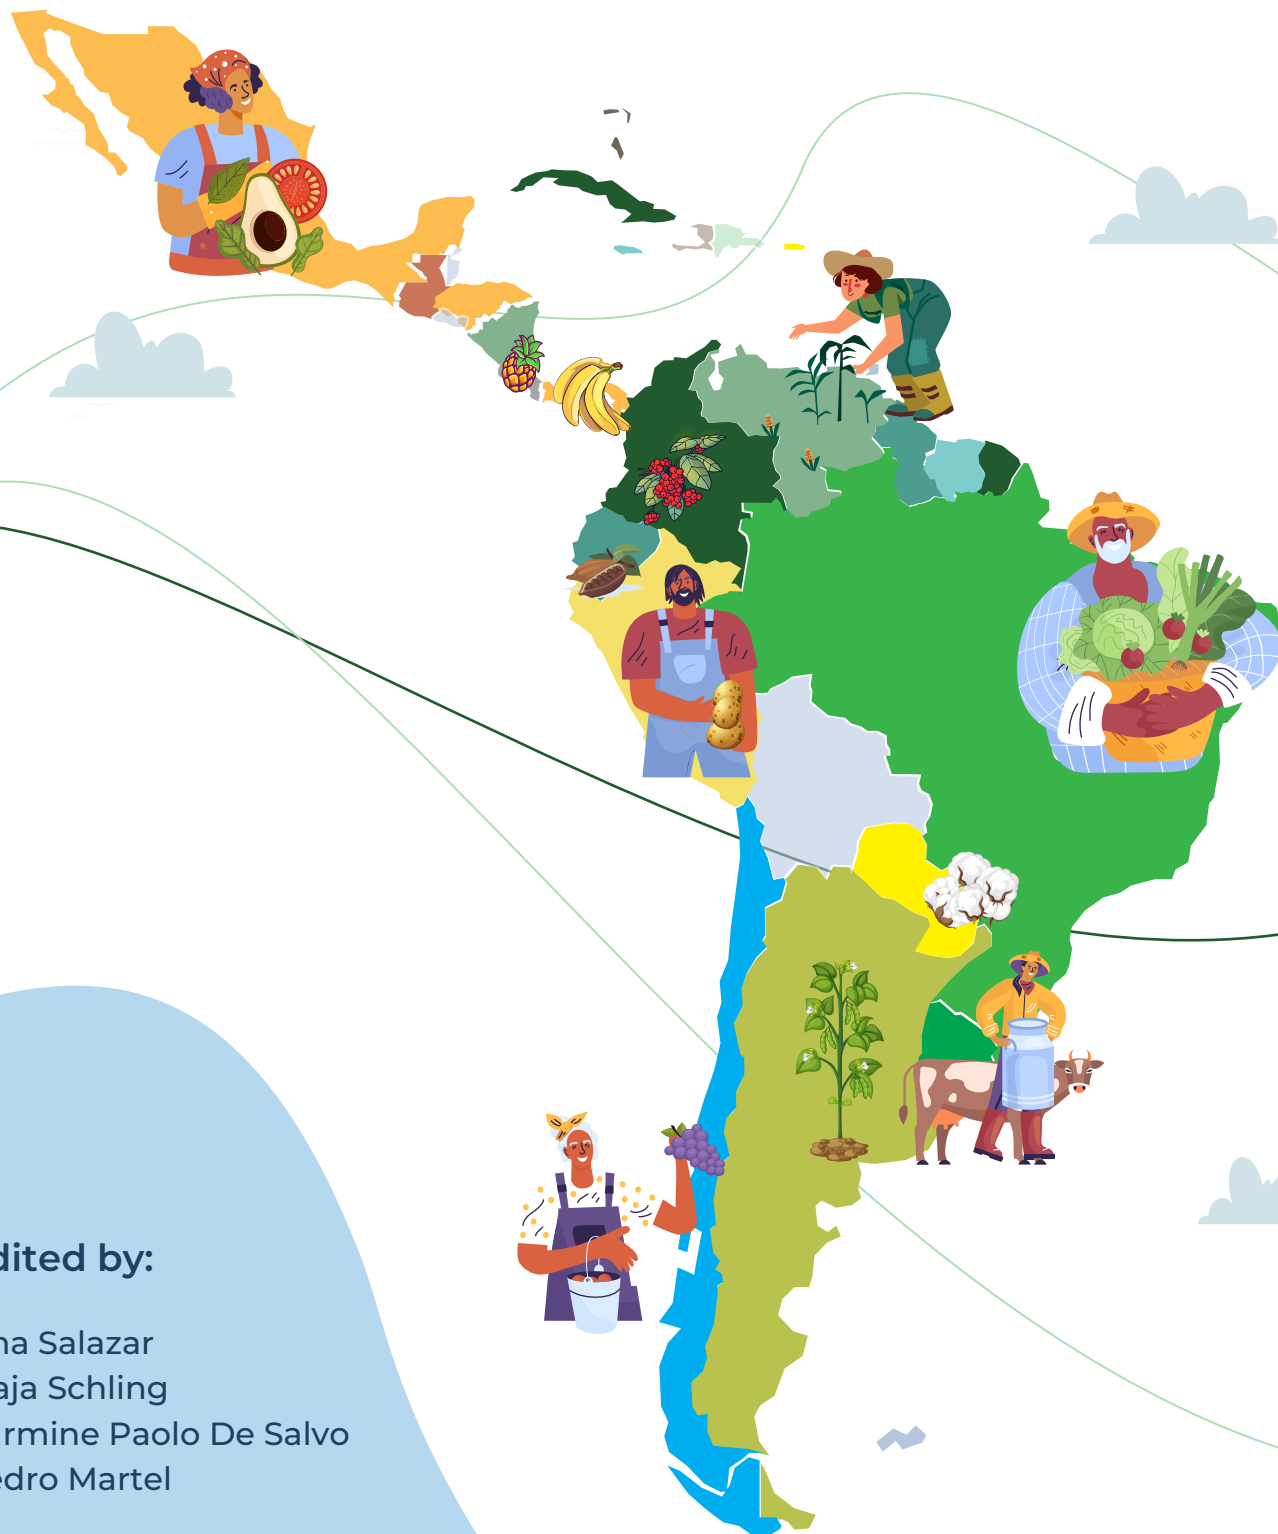 dited by:
na Salazar
aja Schling
rmine Paolo De Salvo
edro Martel